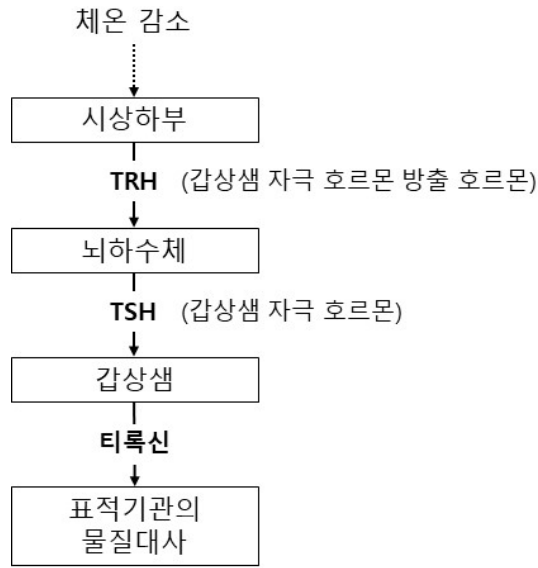 체온 감소
시상하부
TRH (갑상샘 자극 호르몬 방출 호르몬)
뇌하수체
TSH (갑상샘 자극 호르몬)
갑상샘
티록신
표적기관의
물질대사